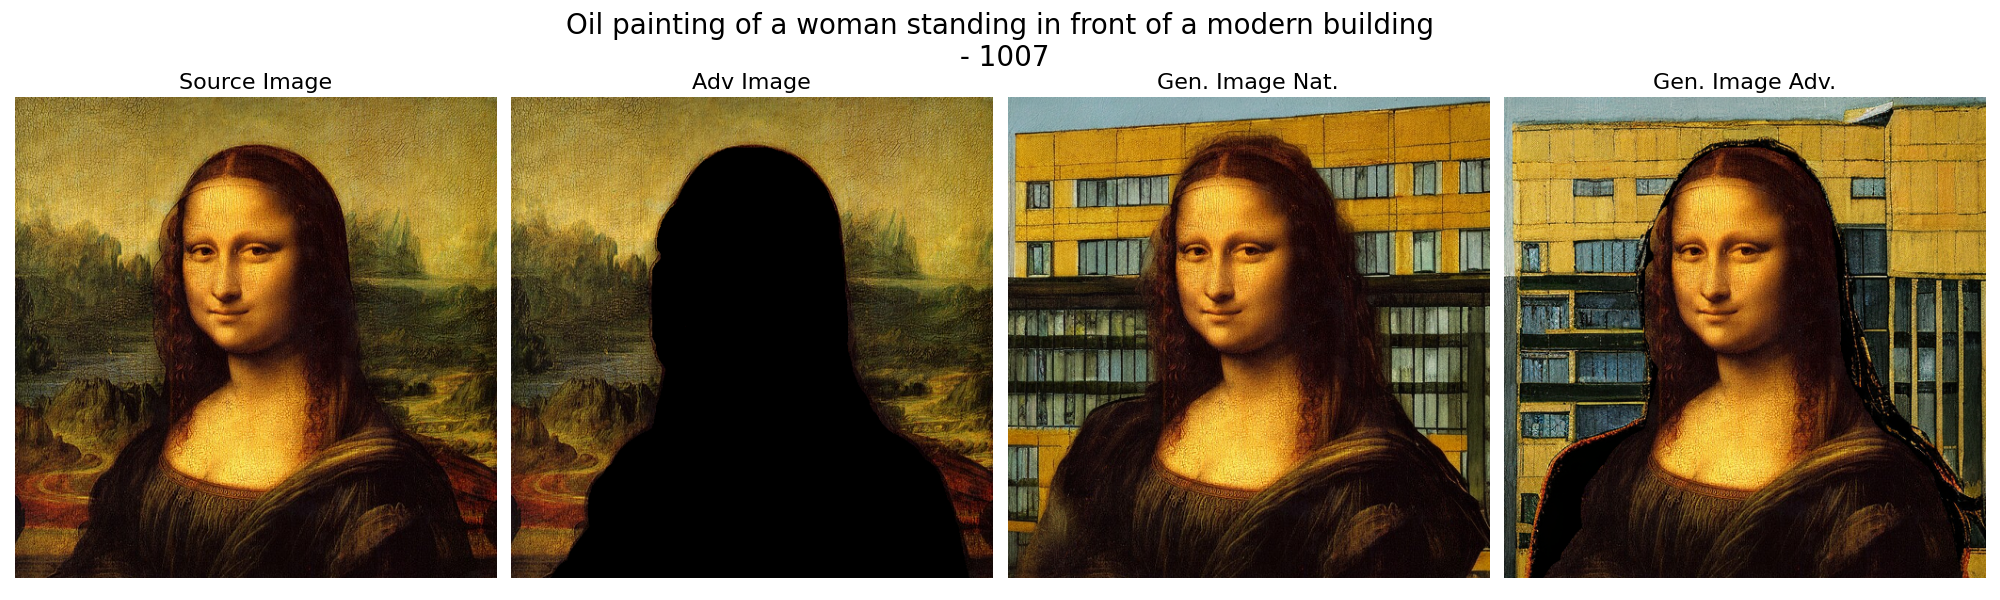 Oil painting of a woman standing in front of a modern building
- 1007
Source Image
Adv Image
Gen. Image Nat.
Gen. Image Adv.